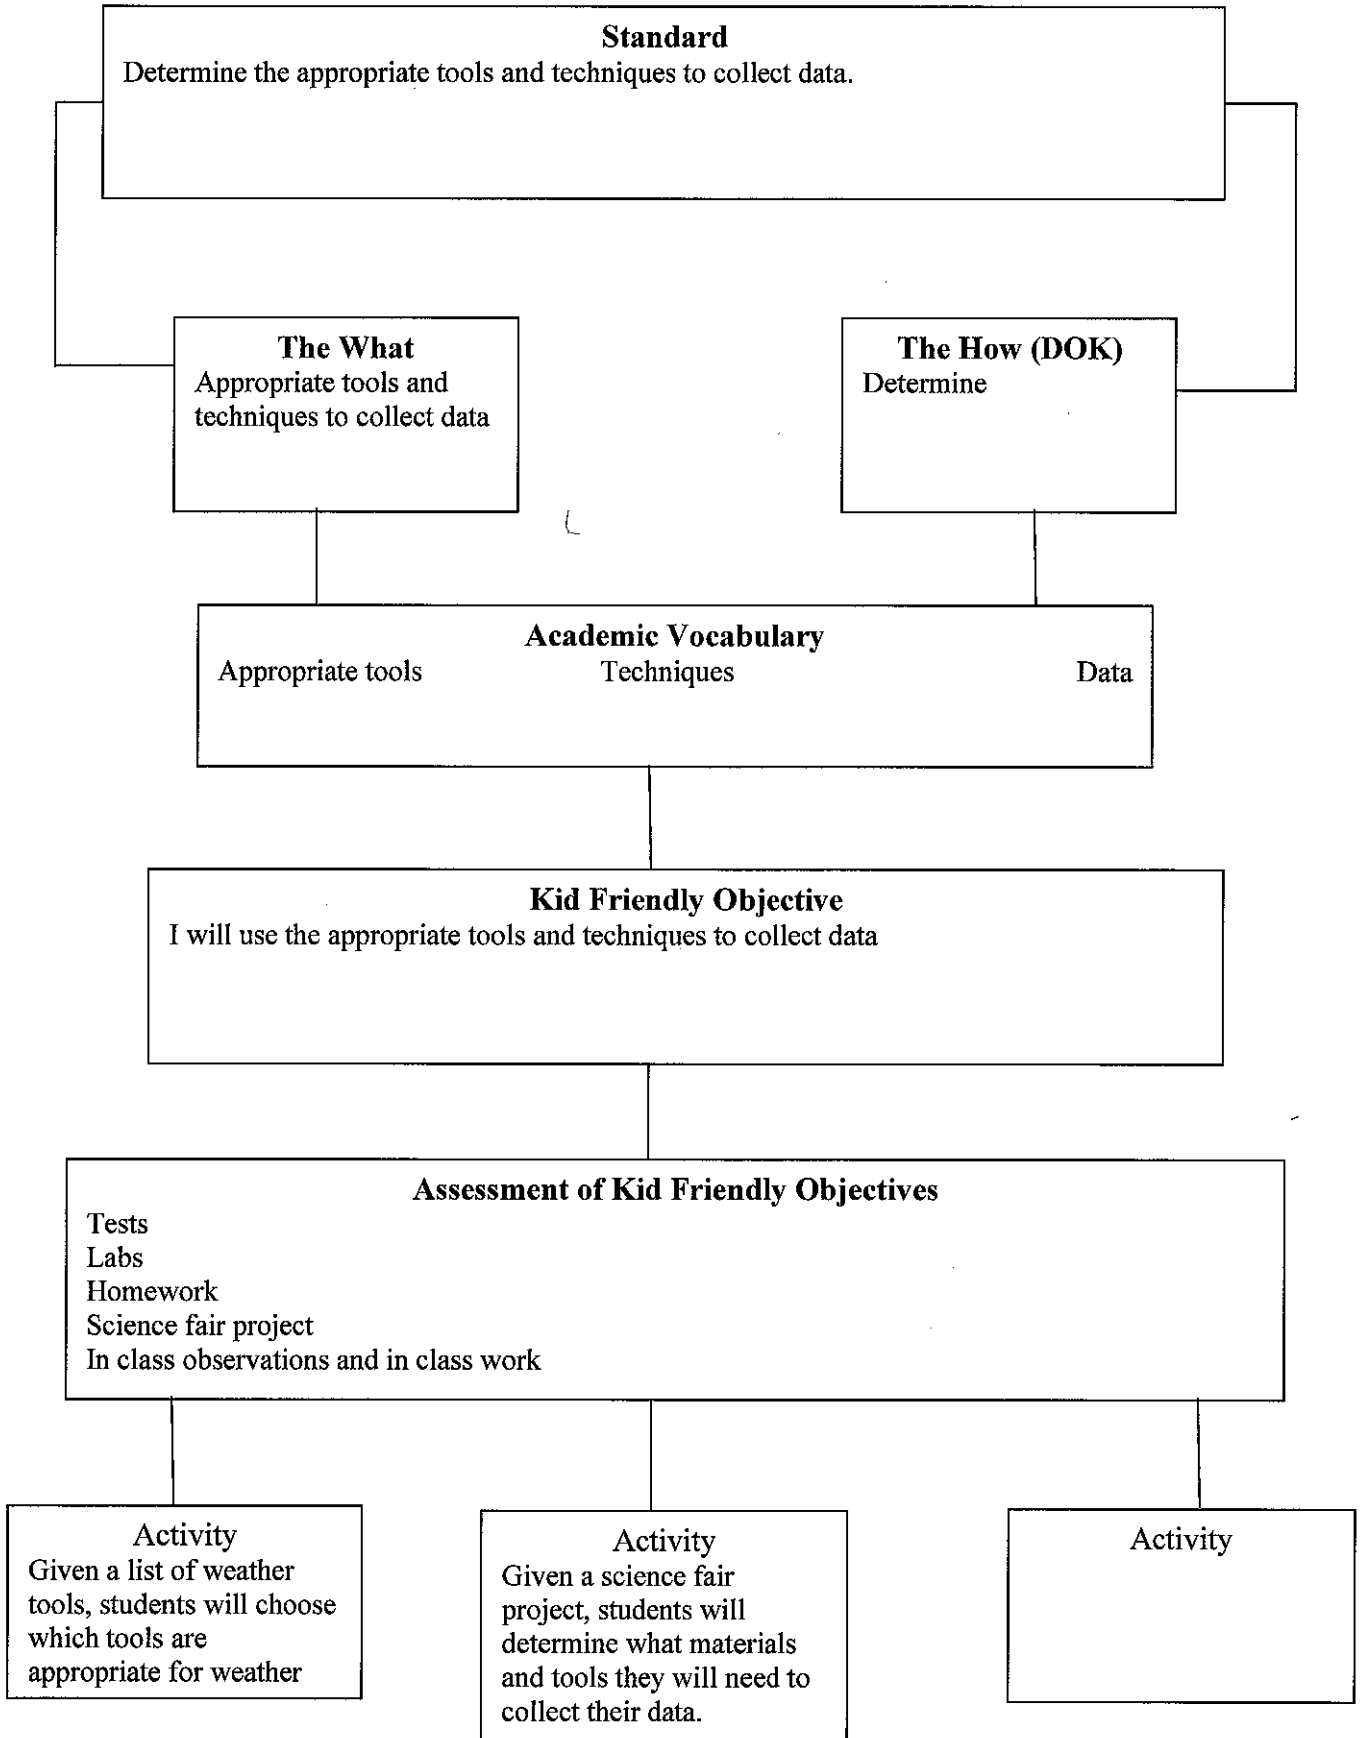 Standard
Determine the appropriate tools and techniques to collect data.
The What
Appropriate tools and
techniques to collect data
The How (DOK)
Determine
Academic Vocabulary
Appropriate tools Techniques Data
Kid Friendly Objective
I will use the appropriate tools and techniques to collect data
Assessment of Kid Friendly Objectives
Tests
Labs
Homework
Science fair project
In class observations and in class work
Activity
Given a list of weather
tools, students will choose
which tools are
appropriate for weather
Activity
Given a science fair
project, students will
determine what materials
and tools they will need to
collect their data.
Activity